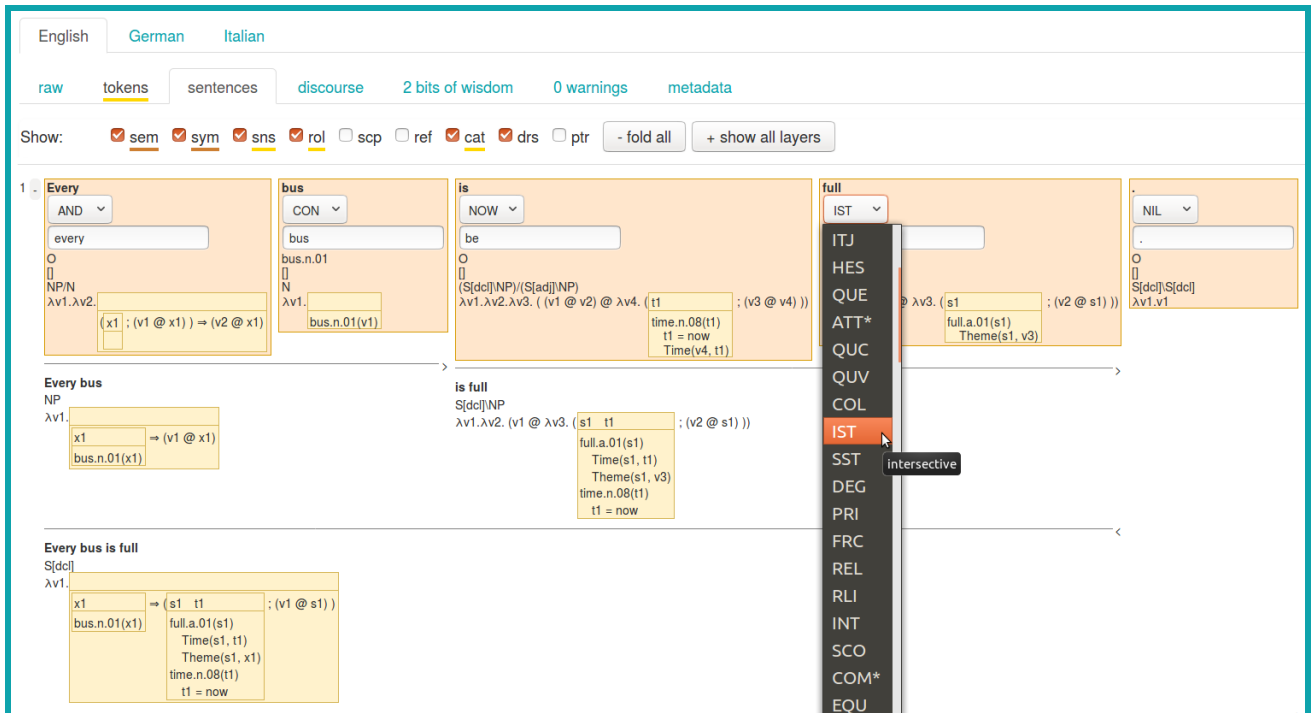 English German Italian
raw tokens sentences discourse 2 bits of wisdom 0 warnings metadata
Show: sem sym sns rol scp ref cat drs ptr - fold all + show all layers
1 - Every bus is full .
AND CON NOW IST NIL
every bus be .
O bus.n.01 O O
[] [] [] []
NP/N N (S[dcl]\NP)/(S[adj]\NP) S[dcl]\S[dcl]
λv1.λv2. λv1. λv1.λv2.λv3. ( (v1 @ v2) @ λv4. ( t1 ; (v3 @ v4) )) @ λv3. ( s1 ; (v2 @ s1) )) λv1.v1
( x1 ; (v1 @ x1) ) ⇒ (v2 @ x1) bus.n.01(v1) time.n.08(t1) full.a.01(s1)
t1 = now Theme(s1, v3)
Time(v4, t1)
>
>
Every bus is full
NP S[dcl]\NP
λv1. λv1.λv2. (v1 @ λv3. ( s1 t1 ; (v2 @ s1) ))
x1 ⇒ (v1 @ x1) full.a.01(s1)
bus.n.01(x1) Time(s1, t1)
Theme(s1, v3)
time.n.08(t1)
t1 = now
<
Every bus is full
S[dcl]
λv1.
x1 ⇒ ( s1 t1 ; (v1 @ s1) )
bus.n.01(x1) full.a.01(s1)
Time(s1, t1)
Theme(s1, x1)
time.n.08(t1)
t1 = now
ITJ
HES
QUE
ATT*
QUC
QUV
COL
IST
intersective
SST
DEG
PRI
FRC
REL
RLI
INT
SCO
COM*
EQU